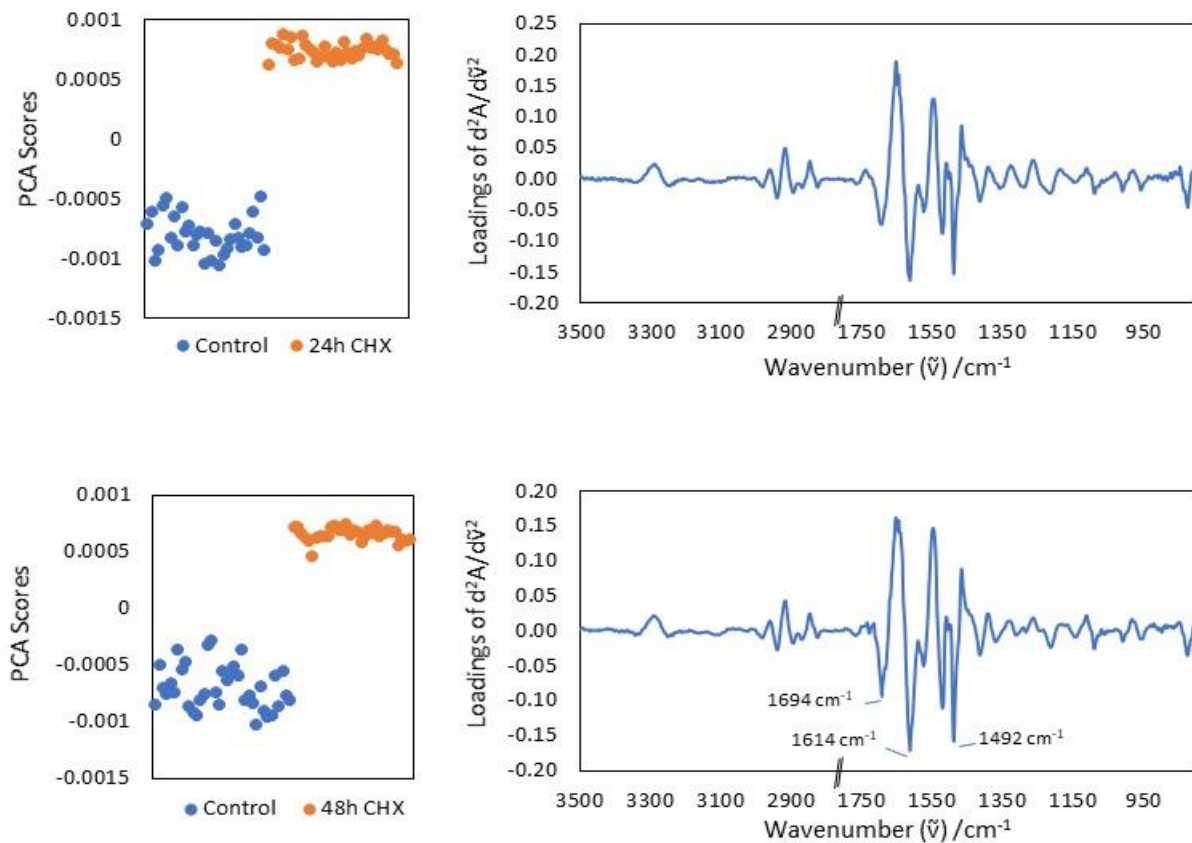 PCA Scores
0.001
0.0005
0
-0.0005
-0.001
-0.0015
Control 24h CHX
Loadings of d²A/dṽ²
0.25
0.20
0.15
0.10
0.05
0.00
-0.05
-0.10
-0.15
-0.20
3500 3300 3100 2900 1750 1550 1350 1150 950
Wavenumber (ṽ) /cm⁻¹
PCA Scores
0.001
0.0005
0
-0.0005
-0.001
-0.0015
Control 48h CHX
Loadings of d²A/dṽ²
0.20
0.15
0.10
0.05
0.00
-0.05
-0.10
-0.15
-0.20
1694 cm⁻¹
1614 cm⁻¹
1492 cm⁻¹
3500 3300 3100 2900 1750 1550 1350 1150 950
Wavenumber (ṽ) /cm⁻¹